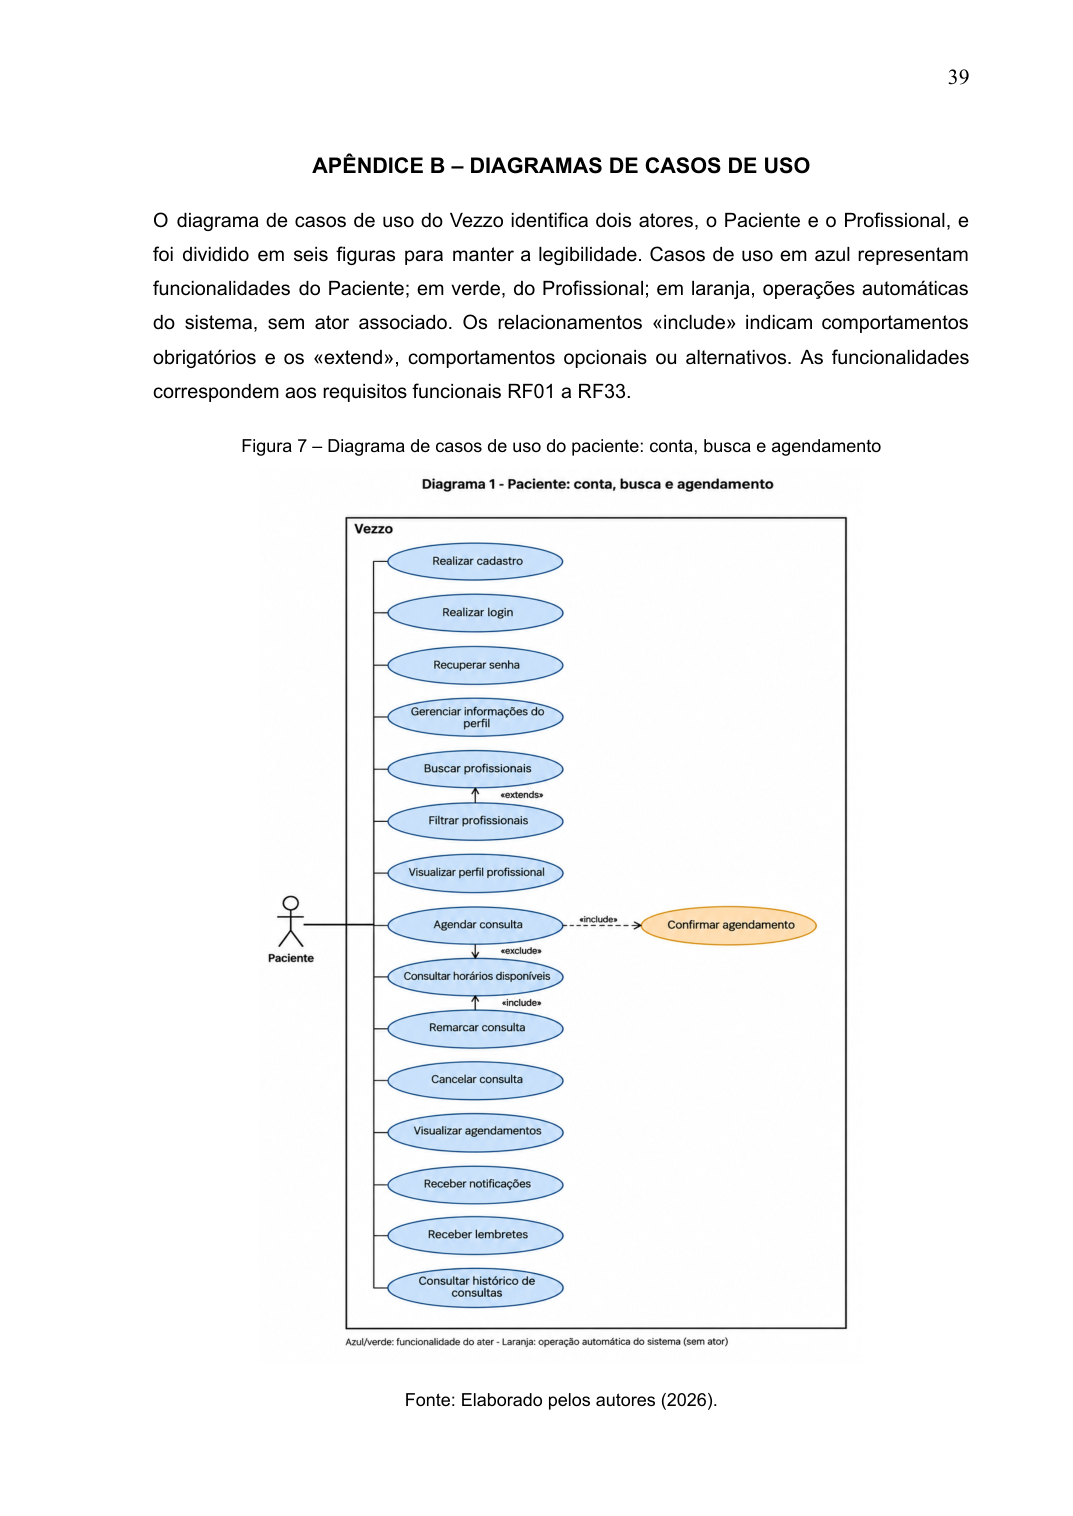 39
APÊNDICE B – DIAGRAMAS DE CASOS DE USO
O diagrama de casos de uso do Vezzo identifica dois atores, o Paciente e o Profissional, e
foi dividido em seis figuras para manter a legibilidade. Casos de uso em azul representam
funcionalidades do Paciente; em verde, do Profissional; em laranja, operações automáticas
do sistema, sem ator associado. Os relacionamentos «include» indicam comportamentos
obrigatórios e os «extend», comportamentos opcionais ou alternativos. As funcionalidades
correspondem aos requisitos funcionais RF01 a RF33.
Figura 7 – Diagrama de casos de uso do paciente: conta, busca e agendamento
Diagrama 1 - Paciente: conta, busca e agendamento
Vezzo
Realizar cadastro
Realizar login
Recuperar senha
Gerenciar informações do
perfil
Buscar profissionais
«extends»
Filtrar profissionais
Visualizar perfil profissional
Paciente
Agendar consulta
«include»
Confirmar agendamento
«exclude»
Consultar horários disponíveis
«include»
Remarcar consulta
Cancelar consulta
Visualizar agendamentos
Receber notificações
Receber lembretes
Consultar histórico de
consultas
Azul/verde: funcionalidade do ater - Laranja: operação automática do sistema (sem ator)
Fonte: Elaborado pelos autores (2026).